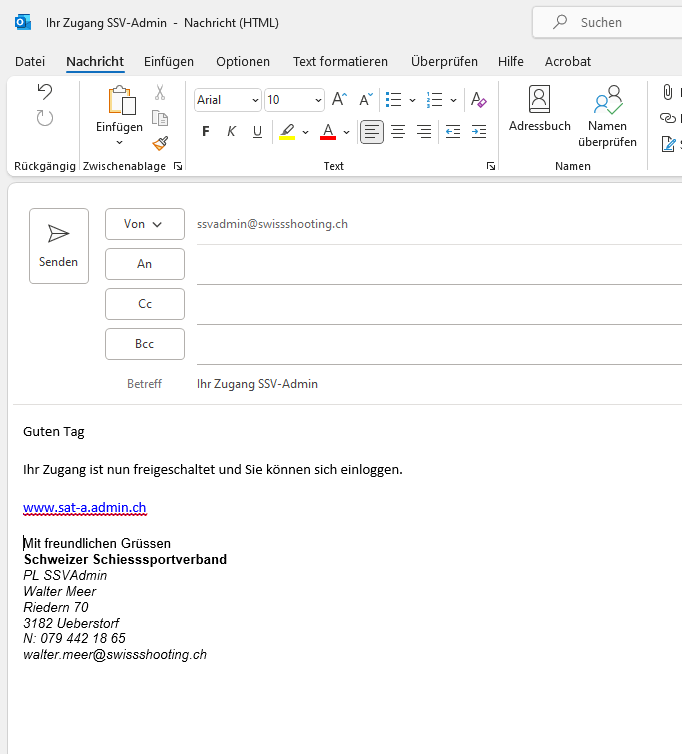 Ihr Zugang SSV-Admin - Nachricht (HTML)
Suchen
Datei Nachricht Einfügen Optionen Text formatieren Überprüfen Hilfe Acrobat
Arial 10
Einfügen
F K U A
Adressbuch Namen überprüfen
Rückgängig Zwischenablage Text Namen
Senden
Von ssvadmin@swissshooting.ch
An
Cc
Bcc
Betreff Ihr Zugang SSV-Admin
Guten Tag
Ihr Zugang ist nun freigeschaltet und Sie können sich einloggen.
www.sat-a.admin.ch
Mit freundlichen Grüssen
Schweizer Schiesssportverband
PL SSVAdmin
Walter Meer
Riedern 70
3182 Ueberstorf
N: 079 442 18 65
walter.meer@swissshooting.ch